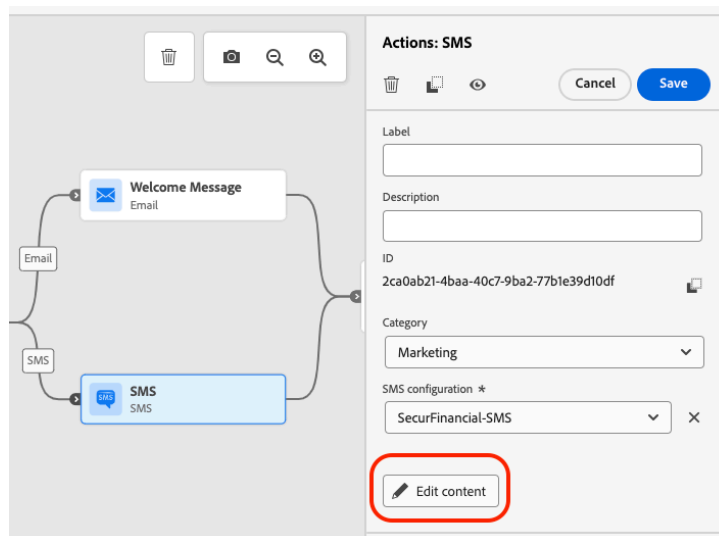 Actions: SMS
Cancel
Save
Label
Description
ID
2ca0ab21-4baa-40c7-9ba2-77b1e39d10df
Category
Marketing
SMS configuration *
SecurFinancial-SMS
Edit content
Welcome Message
Email
Email
SMS
SMS
SMS
SMS